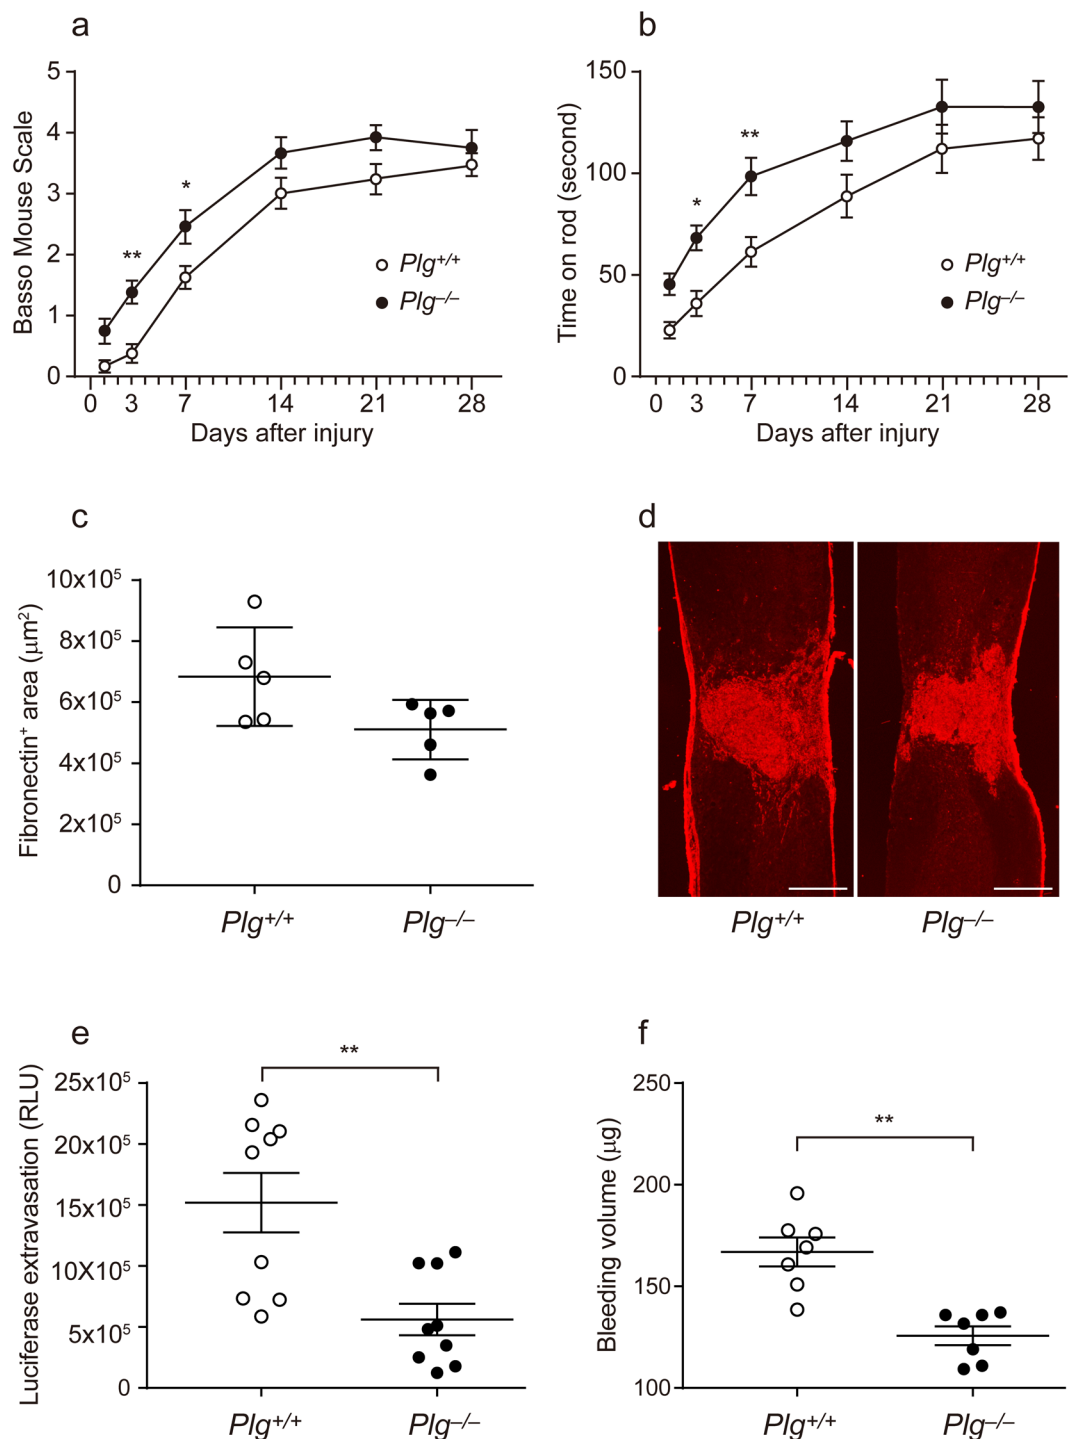 a
Basso Mouse Scale
5
4
3
2
1
0
**
*
Plg+/+
Plg–/–
0 3 7 14 21 28
Days after injury
b
Time on rod (second)
150
100
50
0
*
**
Plg+/+
Plg–/–
0 3 7 14 21 28
Days after injury
c
Fibronectin+ area (μm2)
10x105
8x105
6x105
4x105
2x105
0
Plg+/+ Plg–/–
d
Plg+/+ Plg–/–
e
Luciferase extravasation (RLU)
25x105
20x105
15x105
10X105
5x105
0
**
Plg+/+ Plg–/–
f
Bleeding volume (μg)
250
200
150
100
**
Plg+/+ Plg–/–